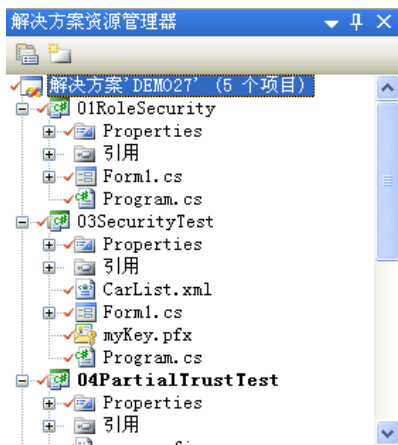 解决方案资源管理器
解决方案'DEMO27' (5 个项目)
01RoleSecurity
Properties
引用
Form1.cs
Program.cs
03SecurityTest
Properties
引用
CarList.xml
Form1.cs
myKey.pfx
Program.cs
04PartialTrustTest
Properties
引用